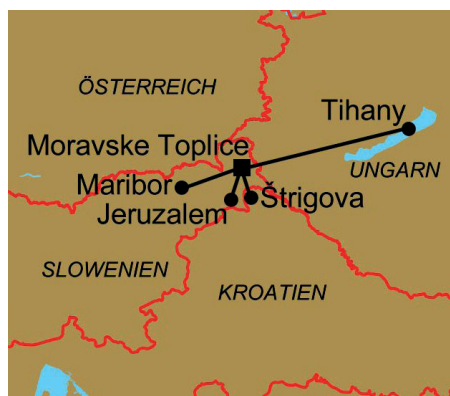 ÖSTERREICH
Tihany
Moravske Toplice
UNGARN
Maribor
Štrigova
Jeruzalem
SLOWENIEN
KROATIEN